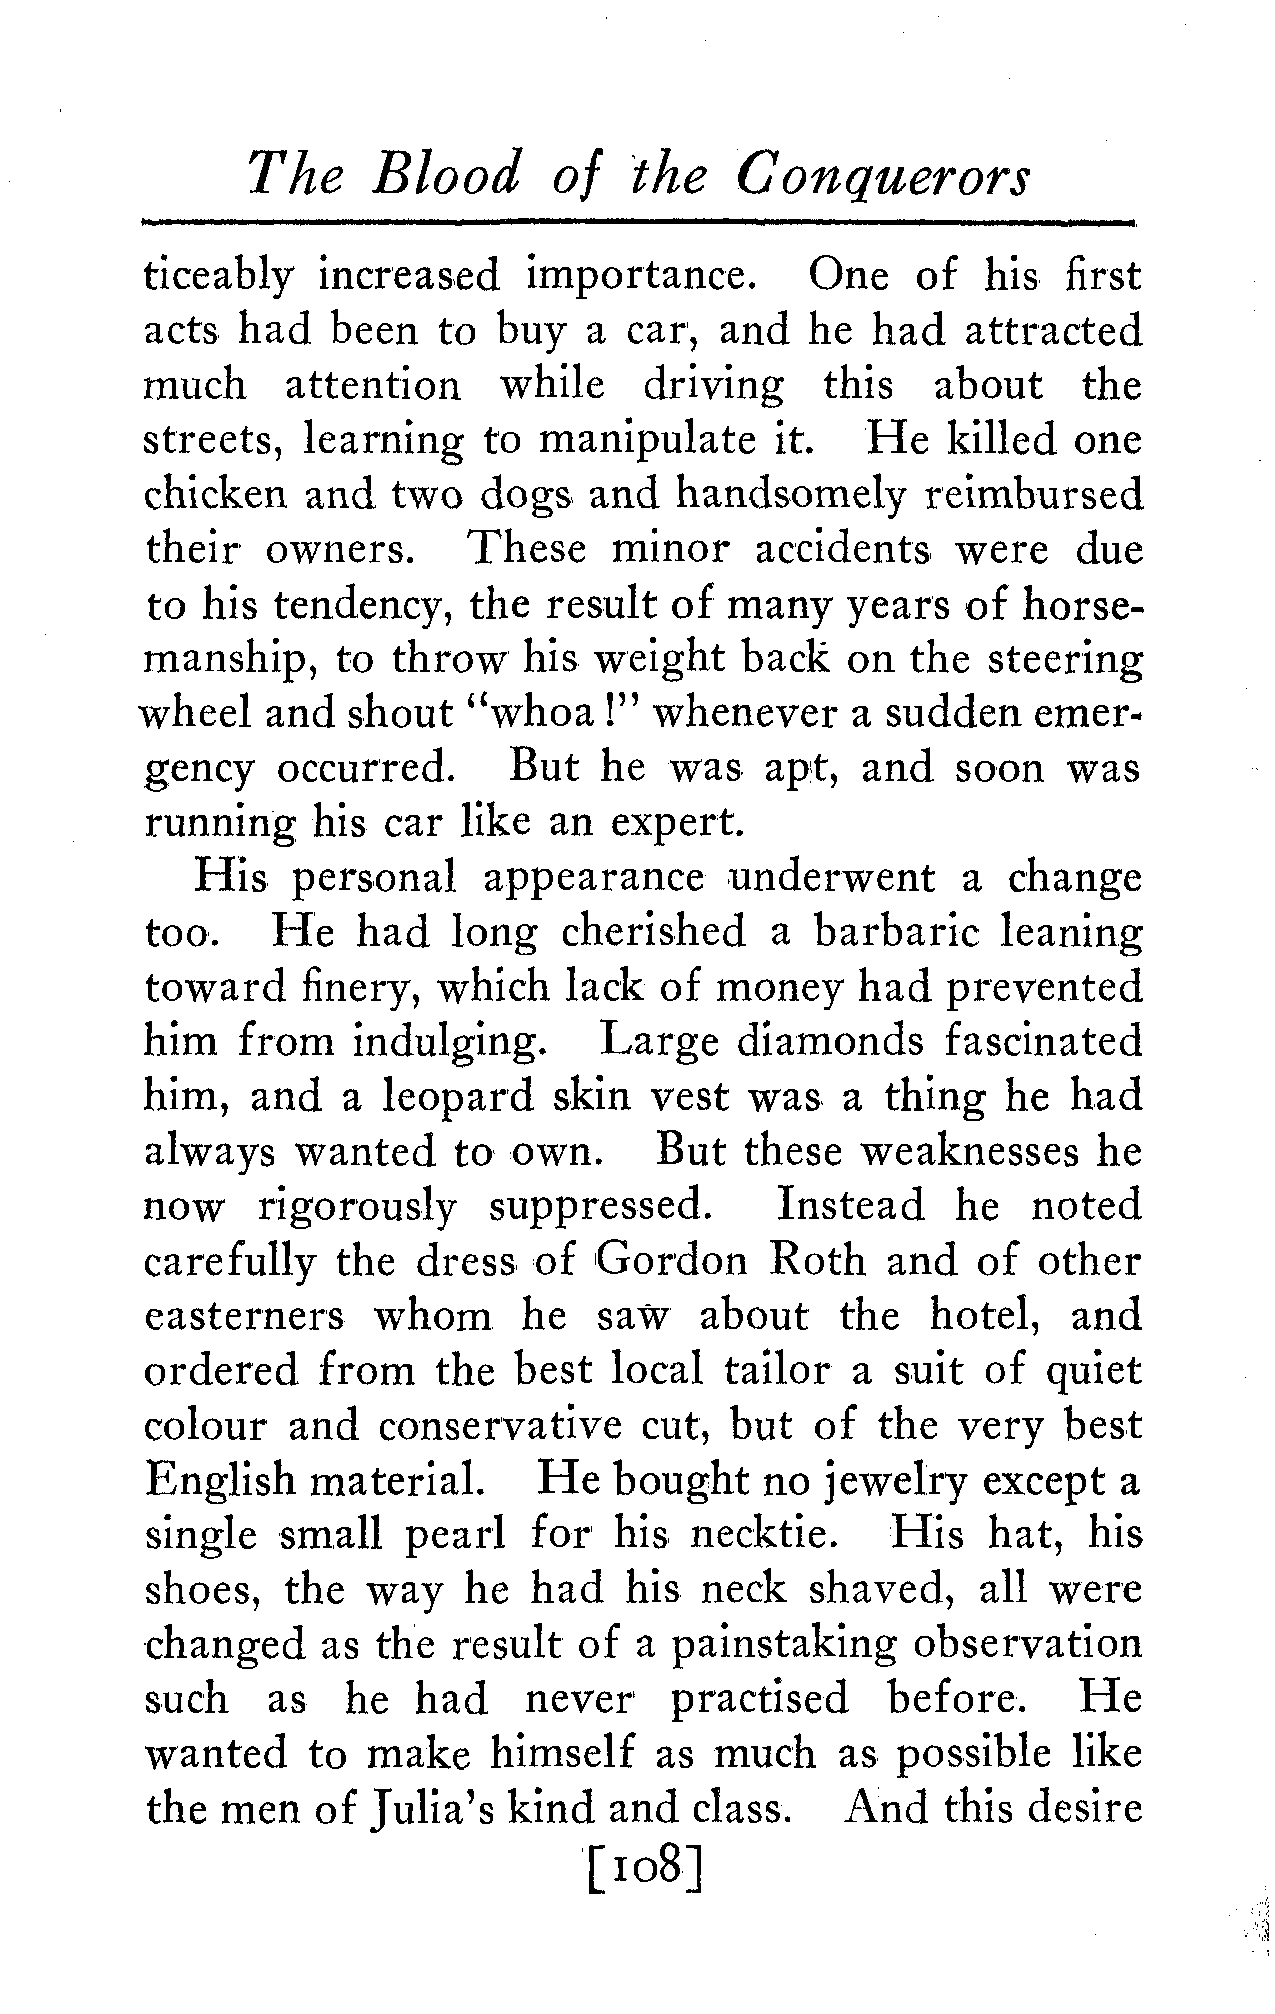 The Blood of the Conquerors
ticeably increased importance. One of his first
acts had been to buy a car, and he had attracted
much attention while driving this about the
streets, learning to manipulate it. He killed one
chicken and two dogs and handsomely reimbursed
their owners. These minor accidents were due
to his tendency, the result of many years of horse-
manship, to throw his weight back on the steering
wheel and shout “whoa!” whenever a sudden emer-
gency occurred. But he was apt, and soon was
running his car like an expert.
His personal appearance underwent a change
too. He had long cherished a barbaric leaning
toward finery, which lack of money had prevented
him from indulging. Large diamonds fascinated
him, and a leopard skin vest was a thing he had
always wanted to own. But these weaknesses he
now rigorously suppressed. Instead he noted
carefully the dress of Gordon Roth and of other
easterners whom he saw about the hotel, and
ordered from the best local tailor a suit of quiet
colour and conservative cut, but of the very best
English material. He bought no jewelry except a
single small pearl for his necktie. His hat, his
shoes, the way he had his neck shaved, all were
changed as the result of a painstaking observation
such as he had never practised before. He
wanted to make himself as much as possible like
the men of Julia's kind and class. And this desire
[108]